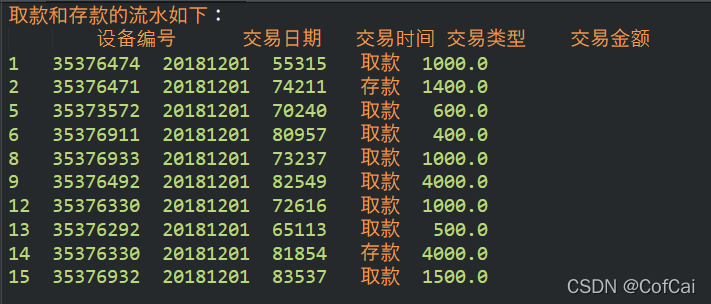 取款和存款的流水如下：
设备编号 交易日期 交易时间 交易类型 交易金额
1 35376474 20181201 55315 取款 1000.0
2 35376471 20181201 74211 存款 1400.0
5 35373572 20181201 70240 取款 600.0
6 35376911 20181201 80957 取款 400.0
8 35376933 20181201 73237 取款 1000.0
9 35376492 20181201 82549 取款 4000.0
12 35376330 20181201 72616 取款 1000.0
13 35376292 20181201 65113 取款 500.0
14 35376330 20181201 81854 存款 4000.0
15 35376932 20181201 83537 取款 1500.0
CSDN @CofCai